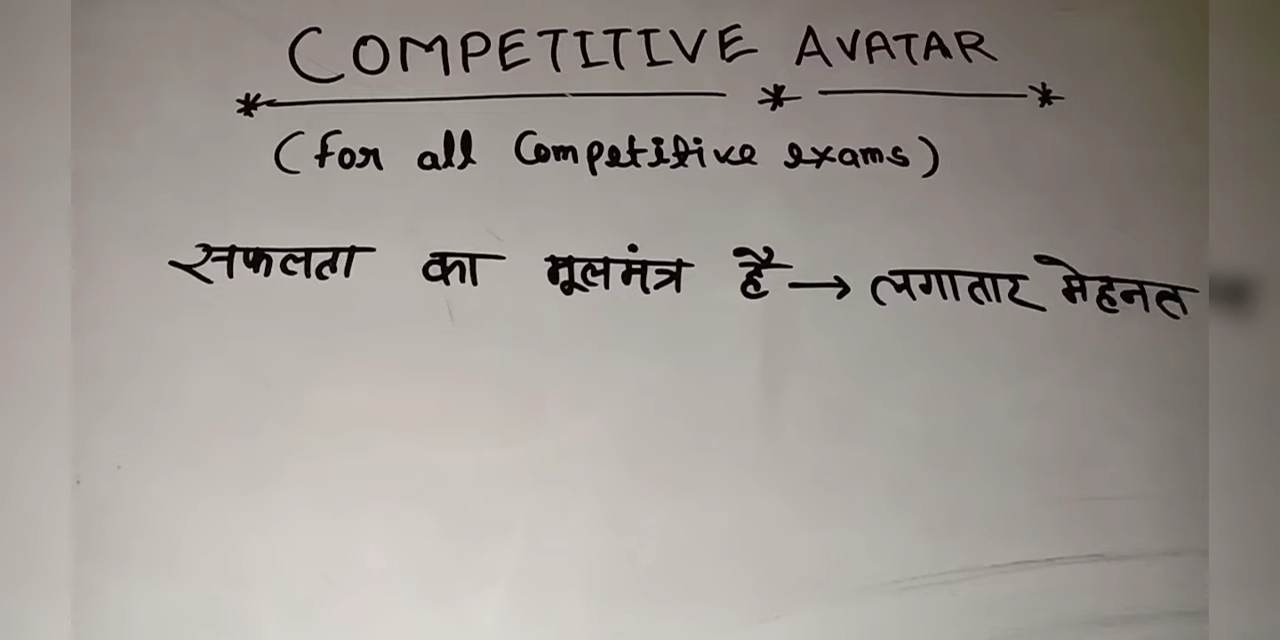 COMPETITIVE AVATAR
(for all Competitive exams)
सफलता का मूलमंत्र है → लगातार मेहनत